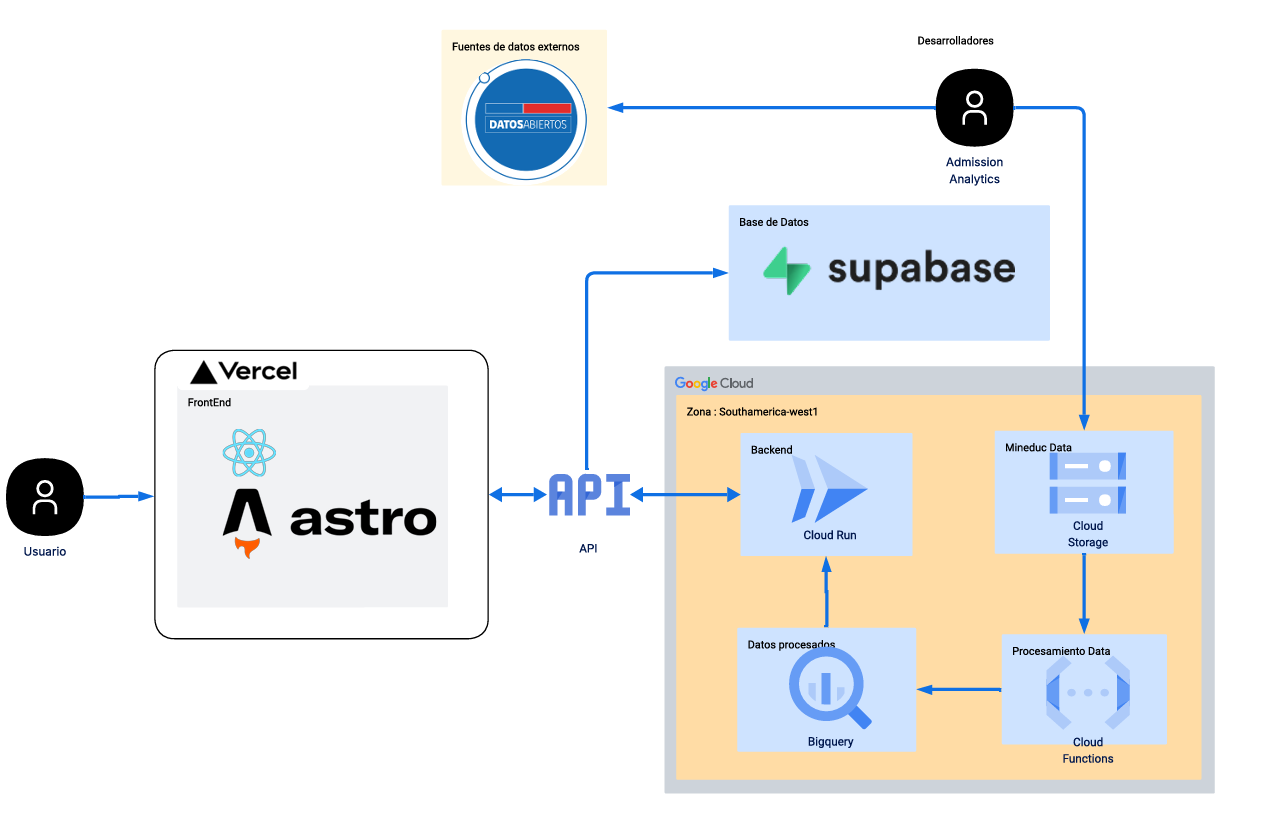 Fuentes de datos externos
DATOSABIERTOS
Desarrolladores
Admission
Analytics
Base de Datos
supabase
Vercel
FrontEnd
astro
Usuario
API
API
Google Cloud
Zona : Southamerica-west1
Backend
Cloud Run
Mineduc Data
Cloud
Storage
Datos procesados
Bigquery
Procesamiento Data
Cloud
Functions